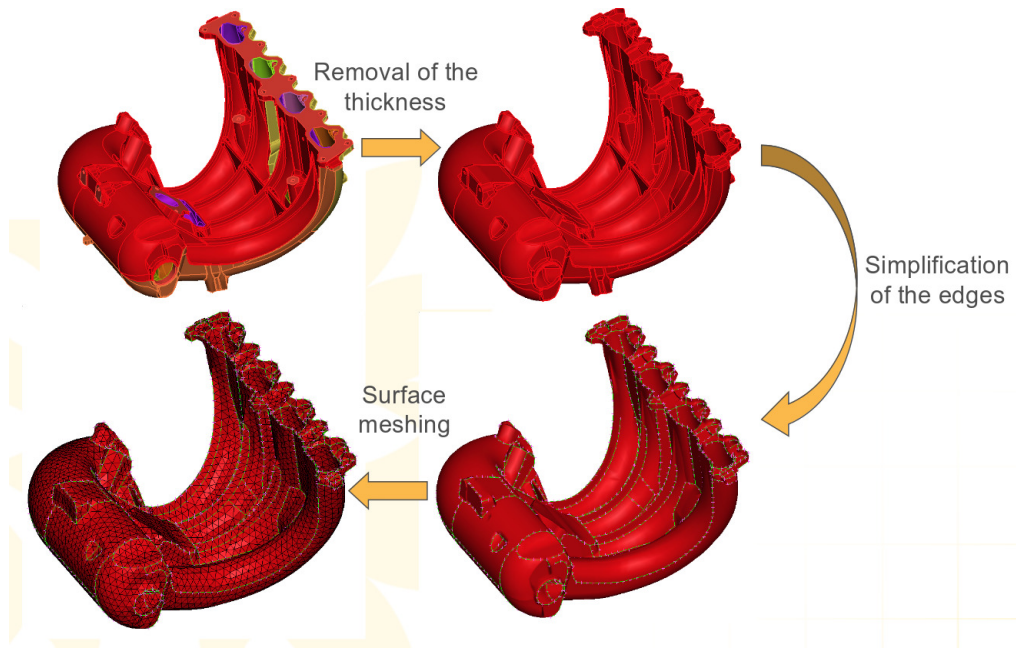 Removal of the
thickness
Simplification
of the edges
Surface
meshing